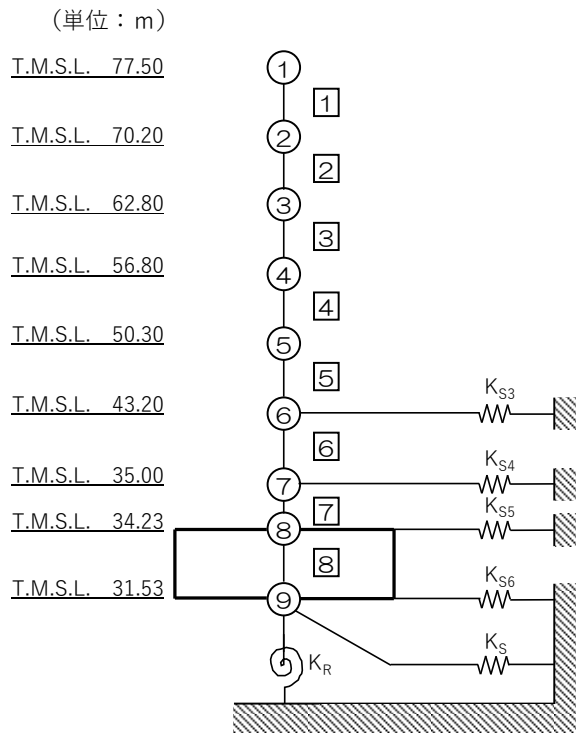 （単位：m）
T.M.S.L. 77.50
1
1
T.M.S.L. 70.20
2
2
T.M.S.L. 62.80
3
3
T.M.S.L. 56.80
4
4
T.M.S.L. 50.30
5
5
T.M.S.L. 43.20
6
KS3
6
T.M.S.L. 35.00
7
KS4
7
T.M.S.L. 34.23
8
KS5
8
T.M.S.L. 31.53
9
KS6
KS
KR